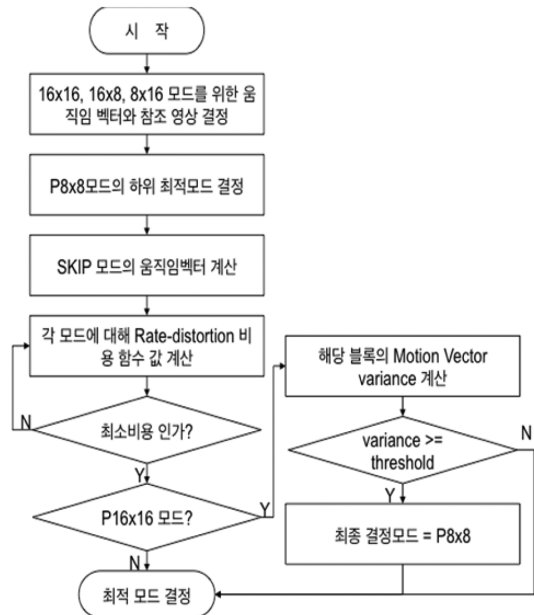 시 작
16x16, 16x8, 8x16 모드를 위한 움
직임 벡터와 참조 영상 결정
P8x8모드의 하위 최적모드 결정
SKIP 모드의 움직임벡터 계산
각 모드에 대해 Rate-distortion 비
용 함수 값 계산
N
최소비용 인가?
Y
P16x16 모드?
Y
N
최적 모드 결정
해당 블록의 Motion Vector
variance 계산
variance >=
threshold
N
Y
최종 결정모드 = P8x8